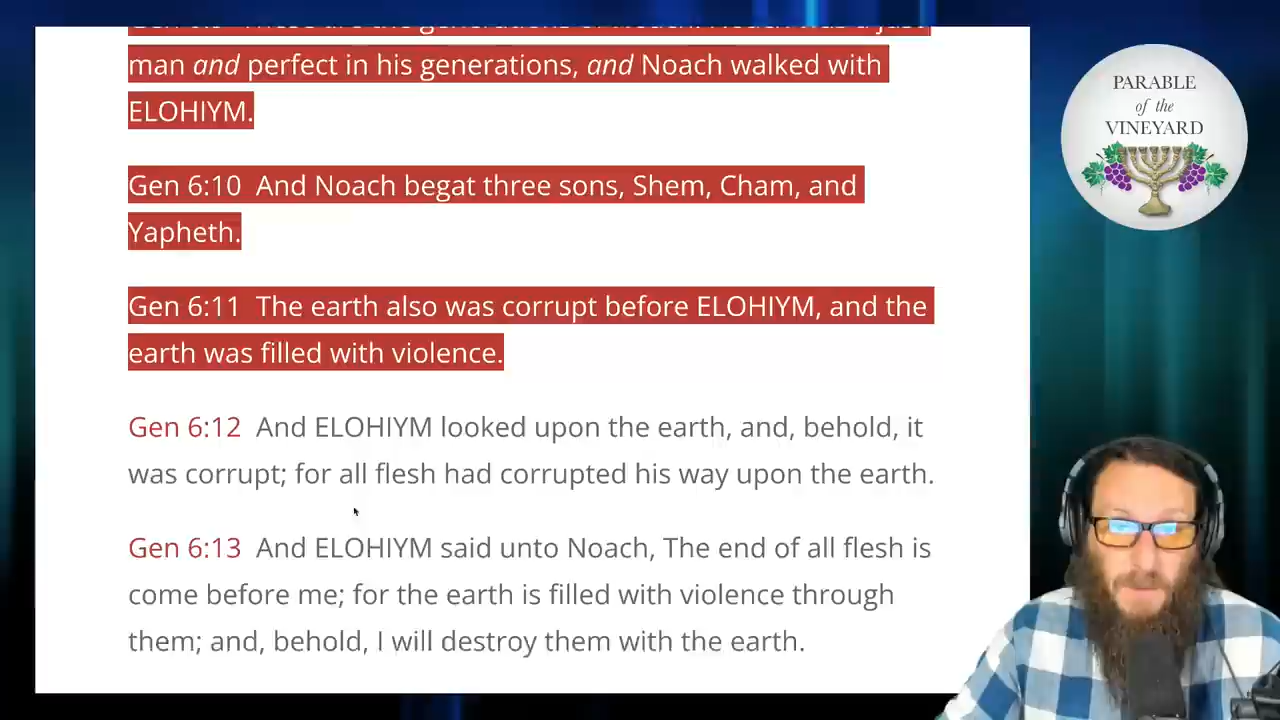 man and perfect in his generations, and Noach walked with
ELOHIYM.
Gen 6:10 And Noach begat three sons, Shem, Cham, and
Yapheth.
Gen 6:11 The earth also was corrupt before ELOHIYM, and the
earth was filled with violence.
Gen 6:12 And ELOHIYM looked upon the earth, and, behold, it
was corrupt; for all flesh had corrupted his way upon the earth.
Gen 6:13 And ELOHIYM said unto Noach, The end of all flesh is
come before me; for the earth is filled with violence through
them; and, behold, I will destroy them with the earth.
PARABLE
of the
VINEYARD